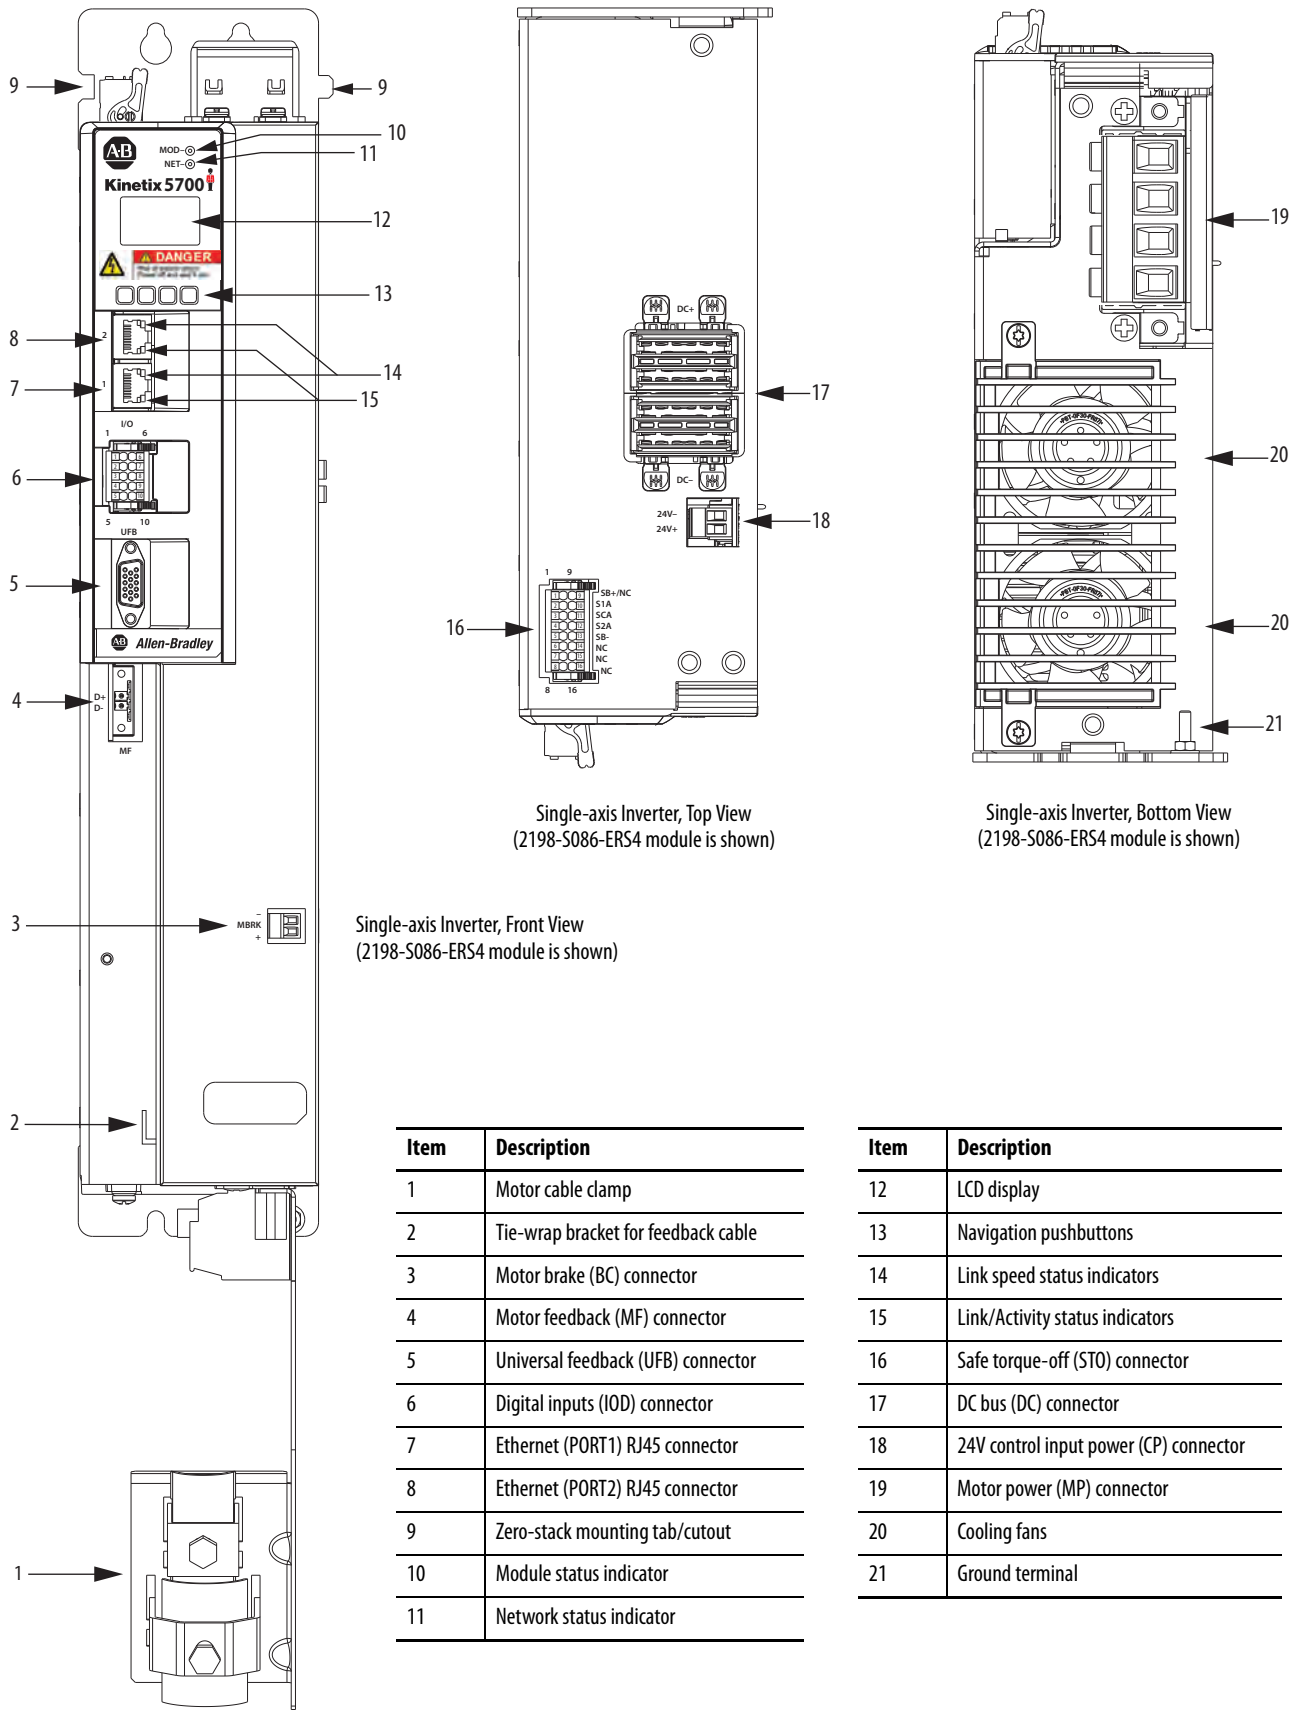 9
9
A-B
MOD
NET
10
11
Kinetix 5700
12
DANGER
13
2
8
1
7
14
15
I/O
1 6
6
5 10
UFB
5
AB Allen-Bradley
4
D+
D-
MF
3
–
MBRK
+
2
1
Single-axis Inverter, Front View
(2198-S086-ERS4 module is shown)
DC+
17
DC–
24V–
24V+
18
1 9
SB+/NC
S1A
SCA
S2A
SB-
NC
NC
NC
16
8 16
Single-axis Inverter, Top View
(2198-S086-ERS4 module is shown)
19
20
20
21
Single-axis Inverter, Bottom View
(2198-S086-ERS4 module is shown)
Item Description
1 Motor cable clamp
2 Tie-wrap bracket for feedback cable
3 Motor brake (BC) connector
4 Motor feedback (MF) connector
5 Universal feedback (UFB) connector
6 Digital inputs (IOD) connector
7 Ethernet (PORT1) RJ45 connector
8 Ethernet (PORT2) RJ45 connector
9 Zero-stack mounting tab/cutout
10 Module status indicator
11 Network status indicator
Item Description
12 LCD display
13 Navigation pushbuttons
14 Link speed status indicators
15 Link/Activity status indicators
16 Safe torque-off (STO) connector
17 DC bus (DC) connector
18 24V control input power (CP) connector
19 Motor power (MP) connector
20 Cooling fans
21 Ground terminal